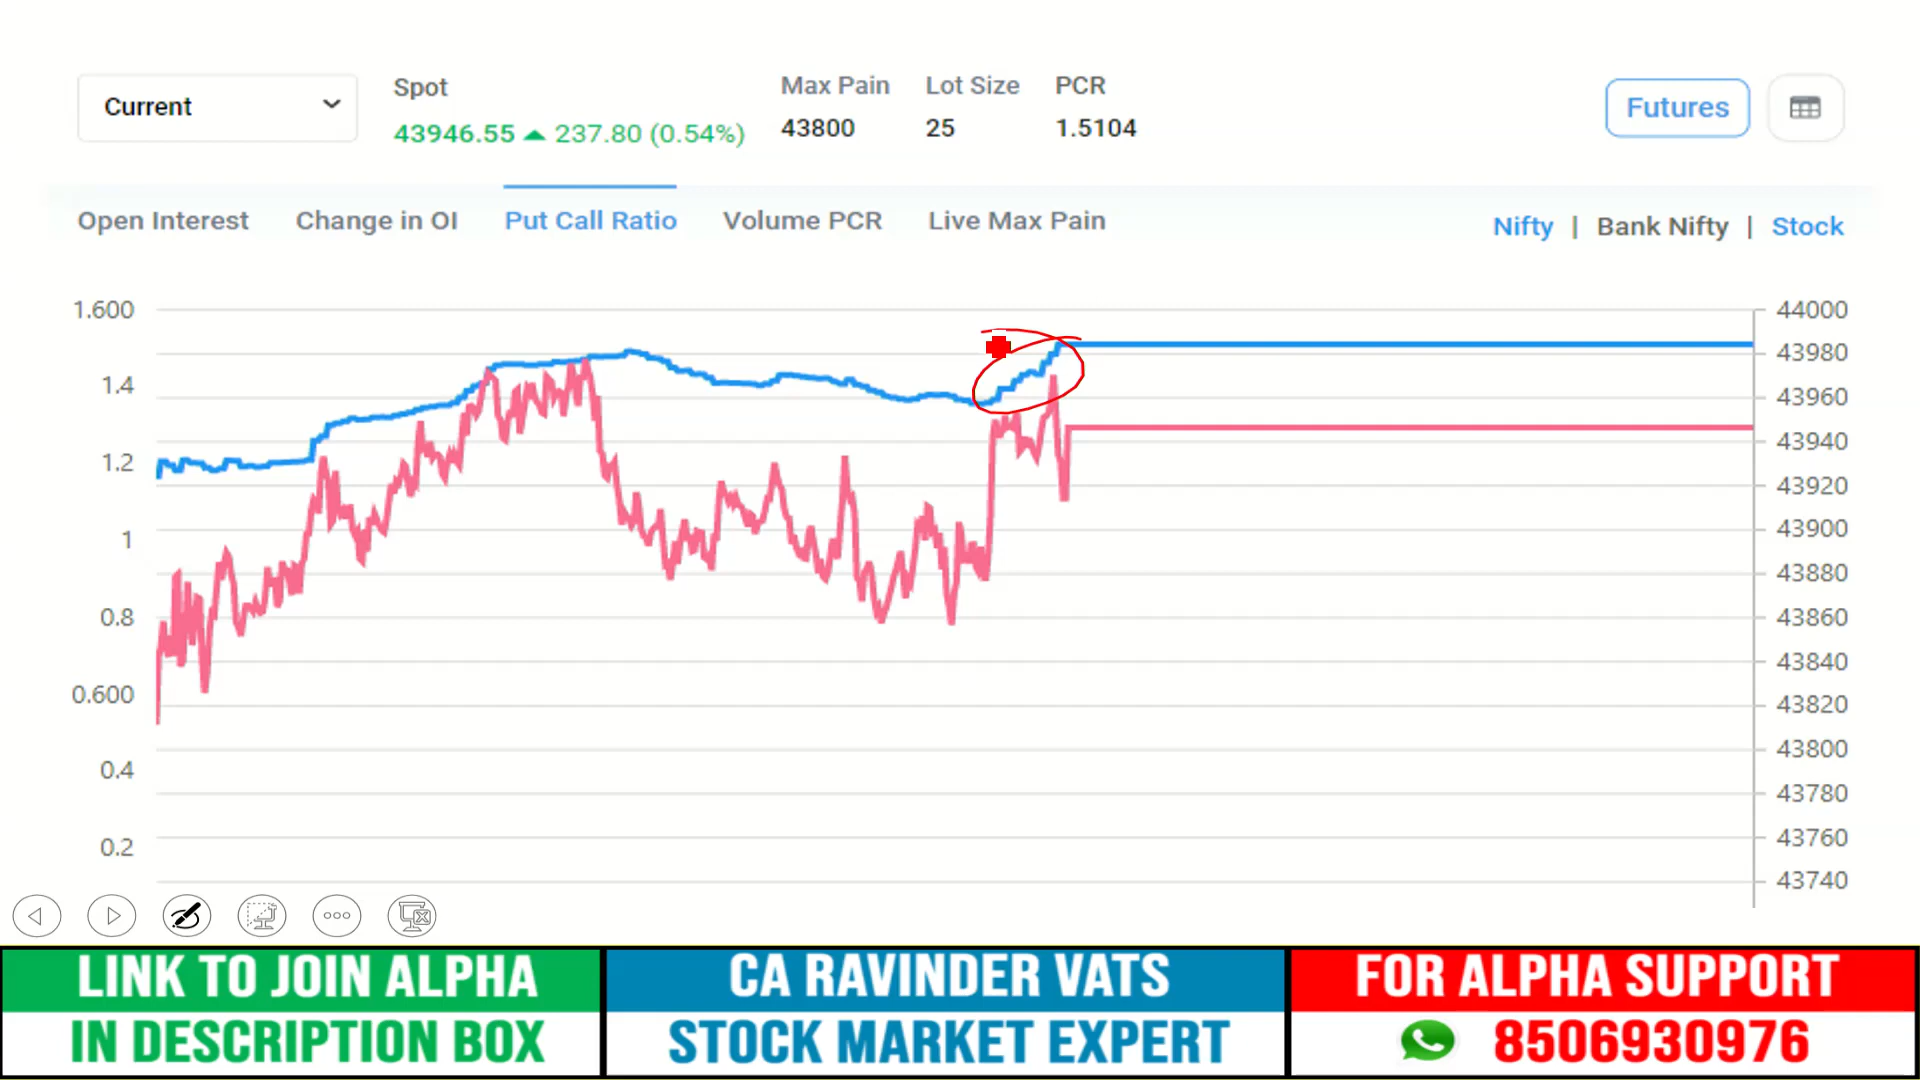 Current
Spot
43946.55 ▲ 237.80 (0.54%)
Max Pain
43800
Lot Size
25
PCR
1.5104
Futures
Open Interest
Change in OI
Put Call Ratio
Volume PCR
Live Max Pain
Nifty | Bank Nifty | Stock
1.600
1.4
1.2
1
0.8
0.600
0.4
0.2
44000
43980
43960
43940
43920
43900
43880
43860
43840
43820
43800
43780
43760
43740
LINK TO JOIN ALPHA
IN DESCRIPTION BOX
CA RAVINDER VATS
STOCK MARKET EXPERT
FOR ALPHA SUPPORT
8506930976